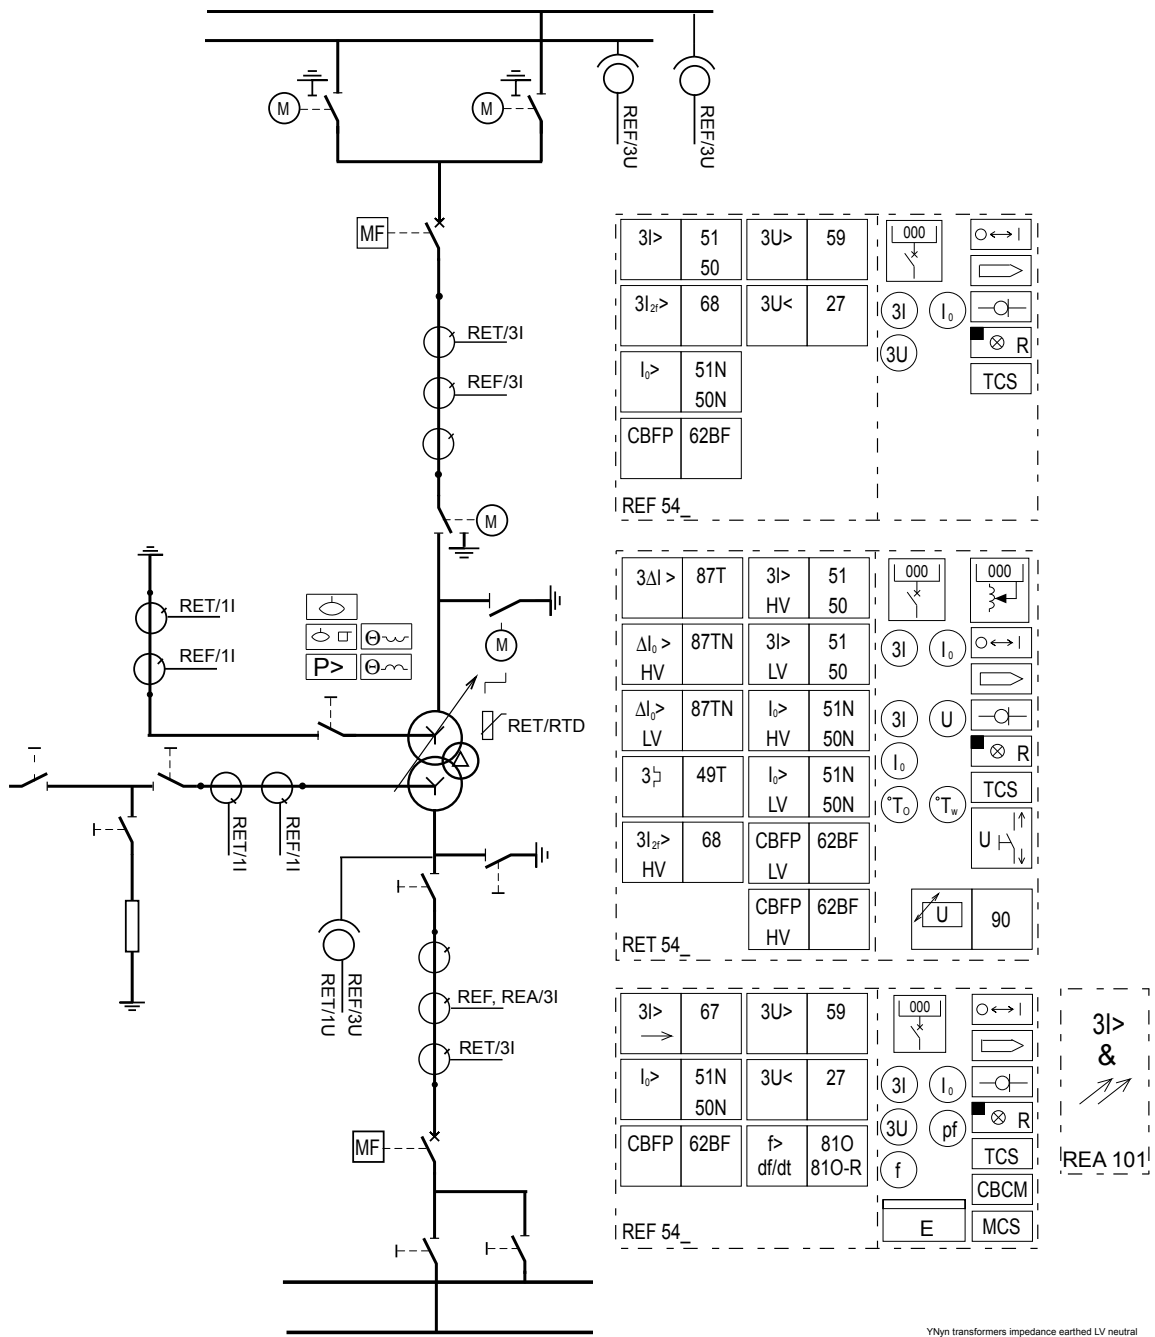 M
M
REF/3U
REF/3U
MF
RET/3I
REF/3I
M
RET/1I
REF/1I
P>
Θ
Θ
M
RET/RTD
RET/1I
REF/1I
RET/1U
REF/3U
REF, REA/3I
RET/3I
MF
3I> 51 3U> 59
50
3I2f> 68 3U< 27
I0> 51N
50N
CBFP 62BF
REF 54_
000
3I I0
3U
R
TCS
3ΔI > 87T 3I> 51
HV 50
ΔI0 > 87TN 3I> 51
HV LV 50
ΔI0> 87TN I0> 51N
LV HV 50N
3 49T I0> 51N
LV 50N
3I2f> 68 CBFP 62BF
HV LV
CBFP 62BF
HV
RET 54_
000 000
3I I0
3I U
I0 R
°To °Tw TCS
U
U 90
3I> 67 3U> 59
I0> 51N 3U< 27
50N
CBFP 62BF f> 81O
df/dt 81O-R
REF 54_
000
3I I0
3U pf R
f TCS
CBCM
E MCS
3I>
&
REA 101
YNyn transformers impedance earthed LV neutral